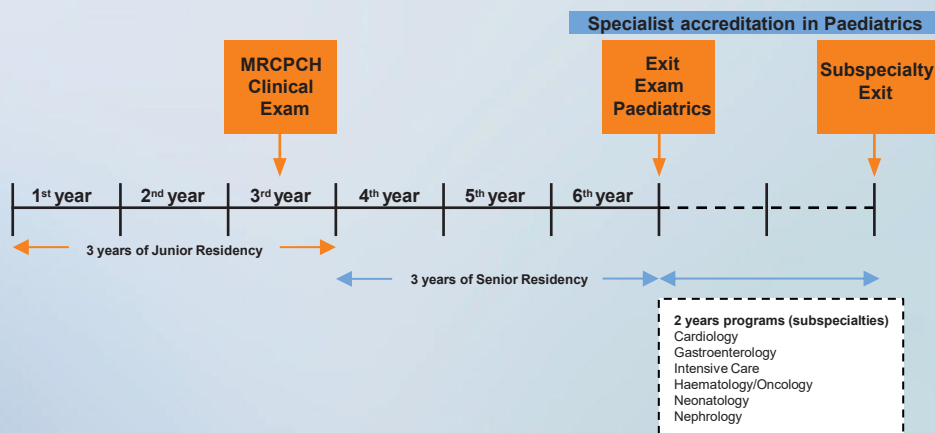 Specialist accreditation in Paediatrics
MRCPCH
Clinical
Exam
Exit
Exam
Paediatrics
Subspecialty
Exit
1st year
2nd year
3rd year
4th year
5th year
6th year
3 years of Junior Residency
3 years of Senior Residency
2 years programs (subspecialties)
Cardiology
Gastroenterology
Intensive Care
Haematology/Oncology
Neonatology
Nephrology